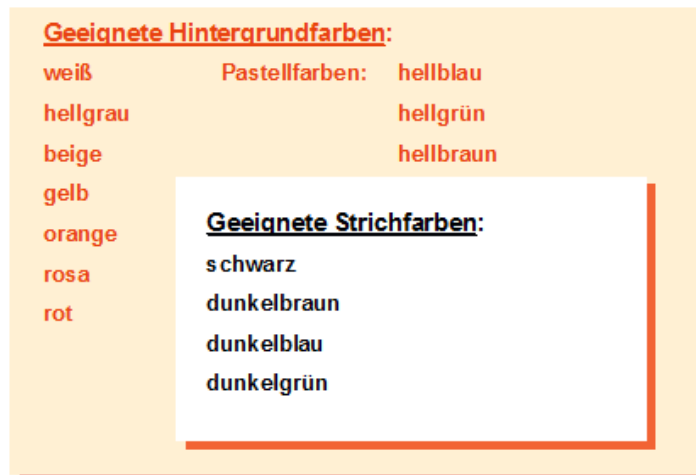 Geeignete Hintergrundfarben:
weiß Pastellfarben: hellblau
hellgrau hellgrün
beige hellbraun
gelb
orange
rosa
rot
Geeignete Strichfarben:
schwarz
dunkelbraun
dunkelblau
dunkelgrün